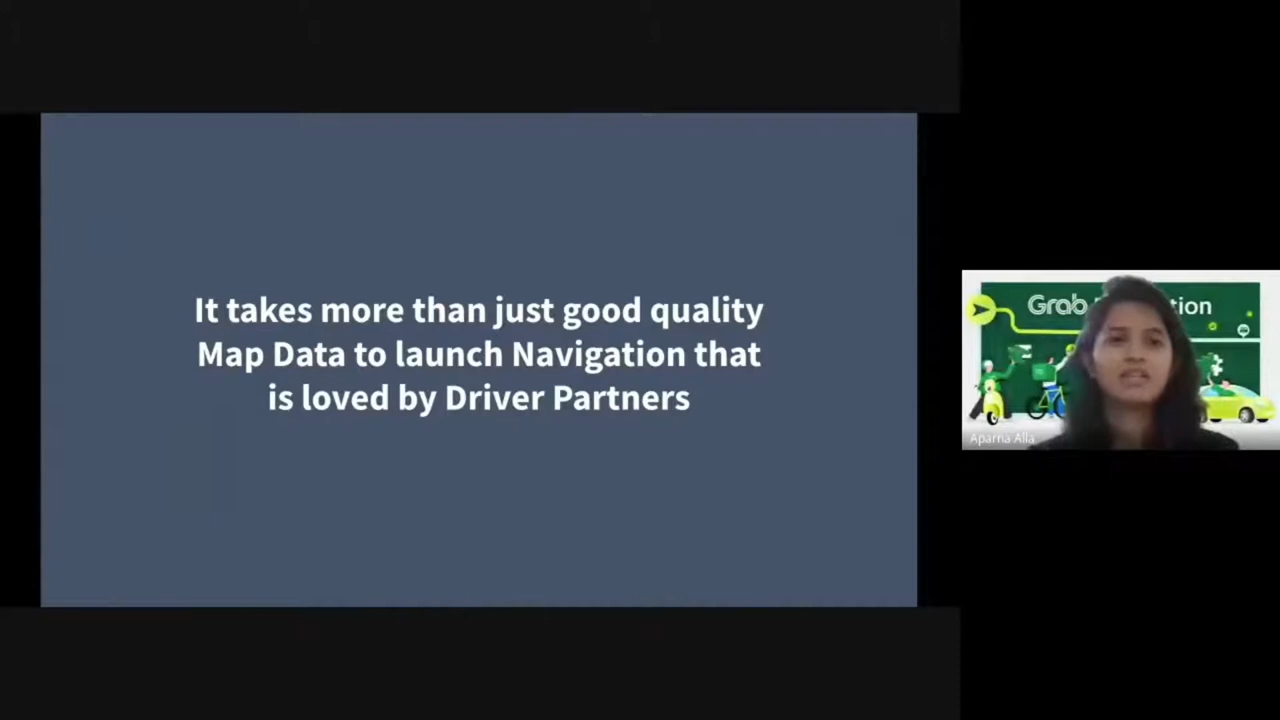 It takes more than just good quality
Map Data to launch Navigation that
is loved by Driver Partners
Grab
tion
Aparna Alla